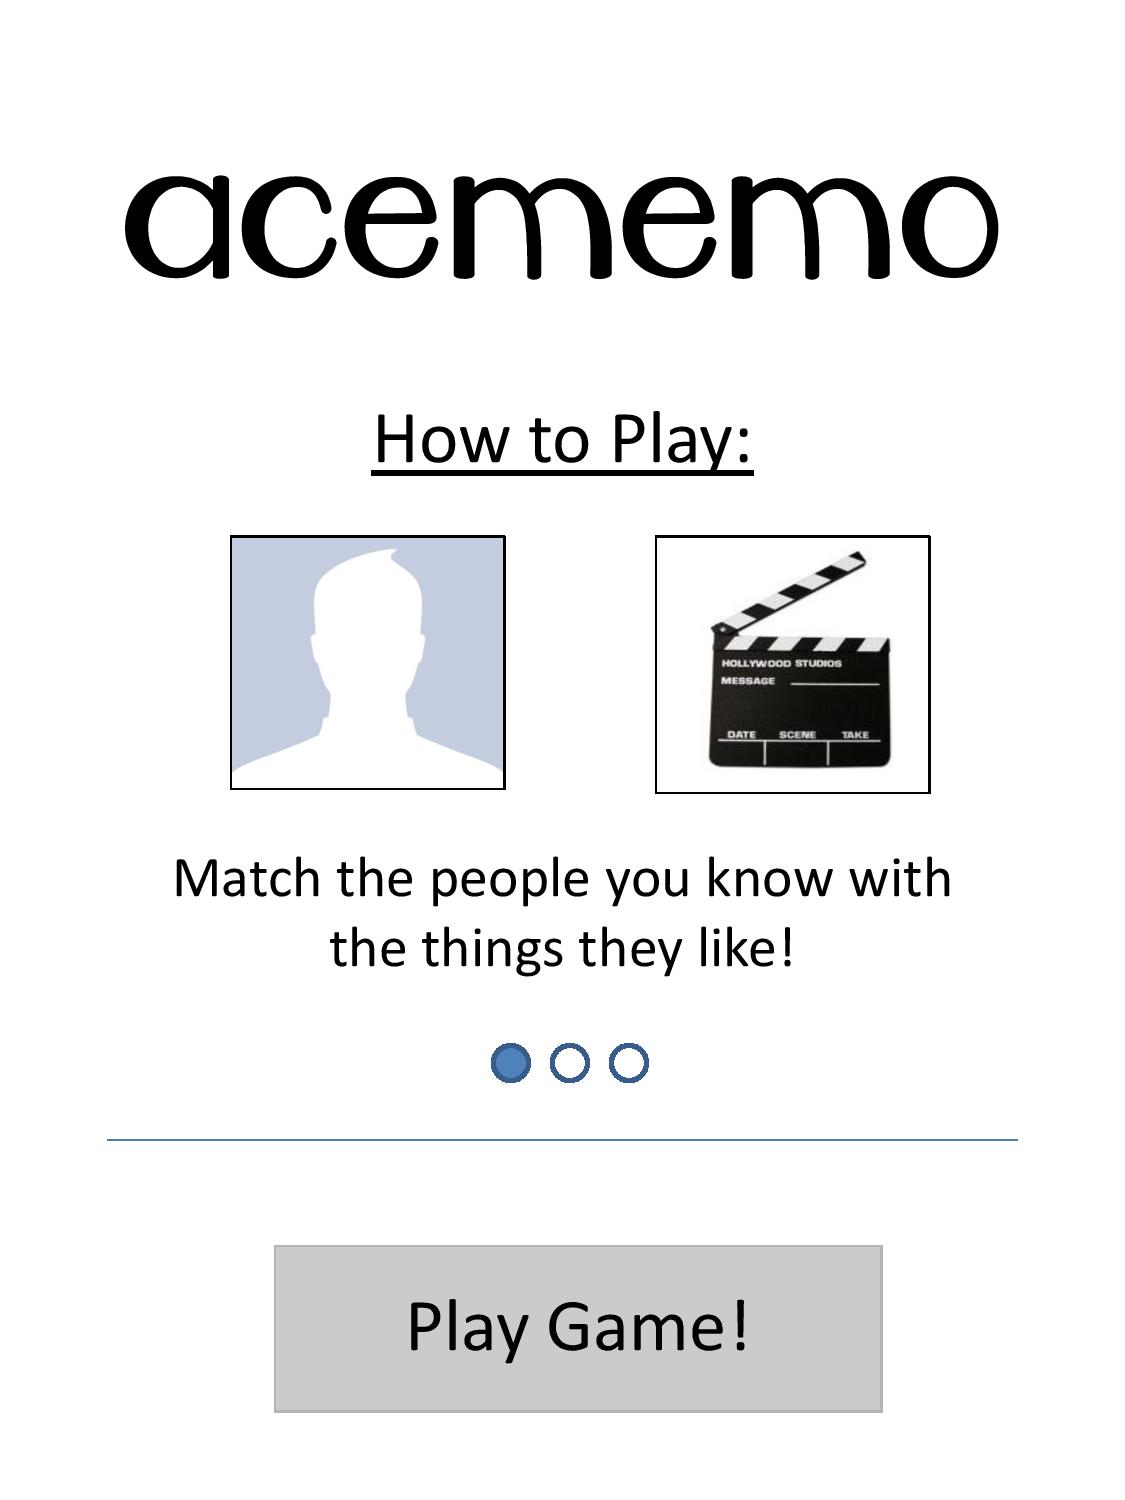 acememo
How to Play:
HOLLYWOOD STUDIOS
MESSAGE
DATE SCENE TAKE
Match the people you know with
the things they like!
Play Game!